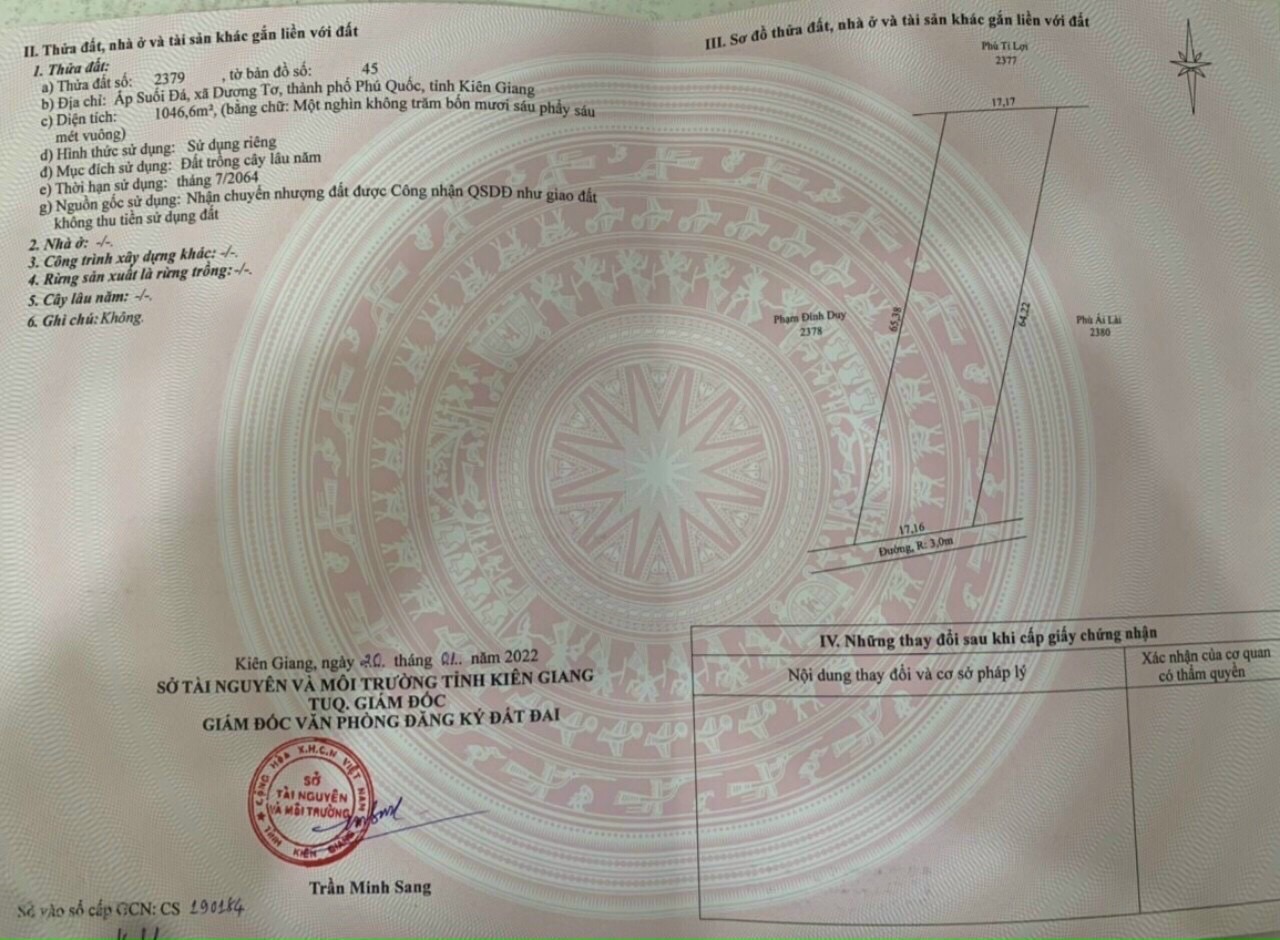 II. Thửa đất, nhà ở và tài sản khác gắn liền với đất
1. Thửa đất:
a) Thửa đất số: 2379 , tờ bản đồ số: 45
b) Địa chỉ: Ấp Suối Đá, xã Dương Tơ, thành phố Phú Quốc, tỉnh Kiên Giang
c) Diện tích: 1046,6m², (bằng chữ: Một nghìn không trăm bốn mươi sáu phẩy sáu
mét vuông)
d) Hình thức sử dụng: Sử dụng riêng
đ) Mục đích sử dụng: Đất trồng cây lâu năm
e) Thời hạn sử dụng: tháng 7/2064
g) Nguồn gốc sử dụng: Nhận chuyển nhượng đất được Công nhận QSDĐ như giao đất
không thu tiền sử dụng đất
2. Nhà ở: -/-.
3. Công trình xây dựng khác: -/-.
4. Rừng sản xuất là rừng trồng: -/-.
5. Cây lâu năm: -/-.
6. Ghi chú: Không.
Kiên Giang, ngày 20. tháng 01.. năm 2022
SỞ TÀI NGUYÊN VÀ MÔI TRƯỜNG TỈNH KIÊN GIANG
TUQ. GIÁM ĐỐC
GIÁM ĐỐC VĂN PHÒNG ĐĂNG KÝ ĐẤT ĐAI
CỘNG HÒA X.H.C.N VIỆT NAM
SỞ
TÀI NGUYÊN
VÀ MÔI TRƯỜNG
TỈNH KIÊN GIANG
Trần Minh Sang
Số vào sổ cấp GCN: CS 190184
III. Sơ đồ thửa đất, nhà ở và tài sản khác gắn liền với đất
Phù Tí Lợi
2377
17,17
Phạm Đình Duy
2378
65,38
64,22
Phù Ái Lài
2380
17,16
Đường, R: 3,0m
IV. Những thay đổi sau khi cấp giấy chứng nhận
Nội dung thay đổi và cơ sở pháp lý
Xác nhận của cơ quan
có thẩm quyền